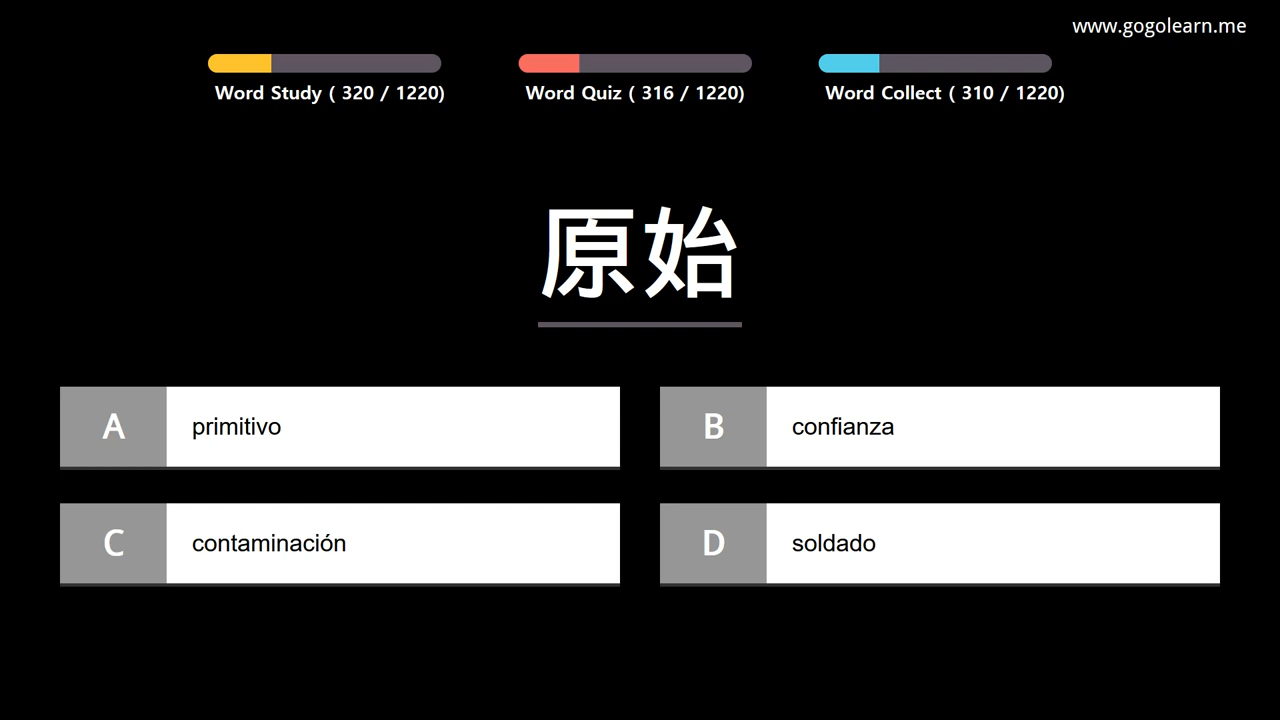 www.gogolearn.me
Word Study ( 320 / 1220)
Word Quiz ( 316 / 1220)
Word Collect ( 310 / 1220)
原始
A
primitivo
B
confianza
C
contaminación
D
soldado